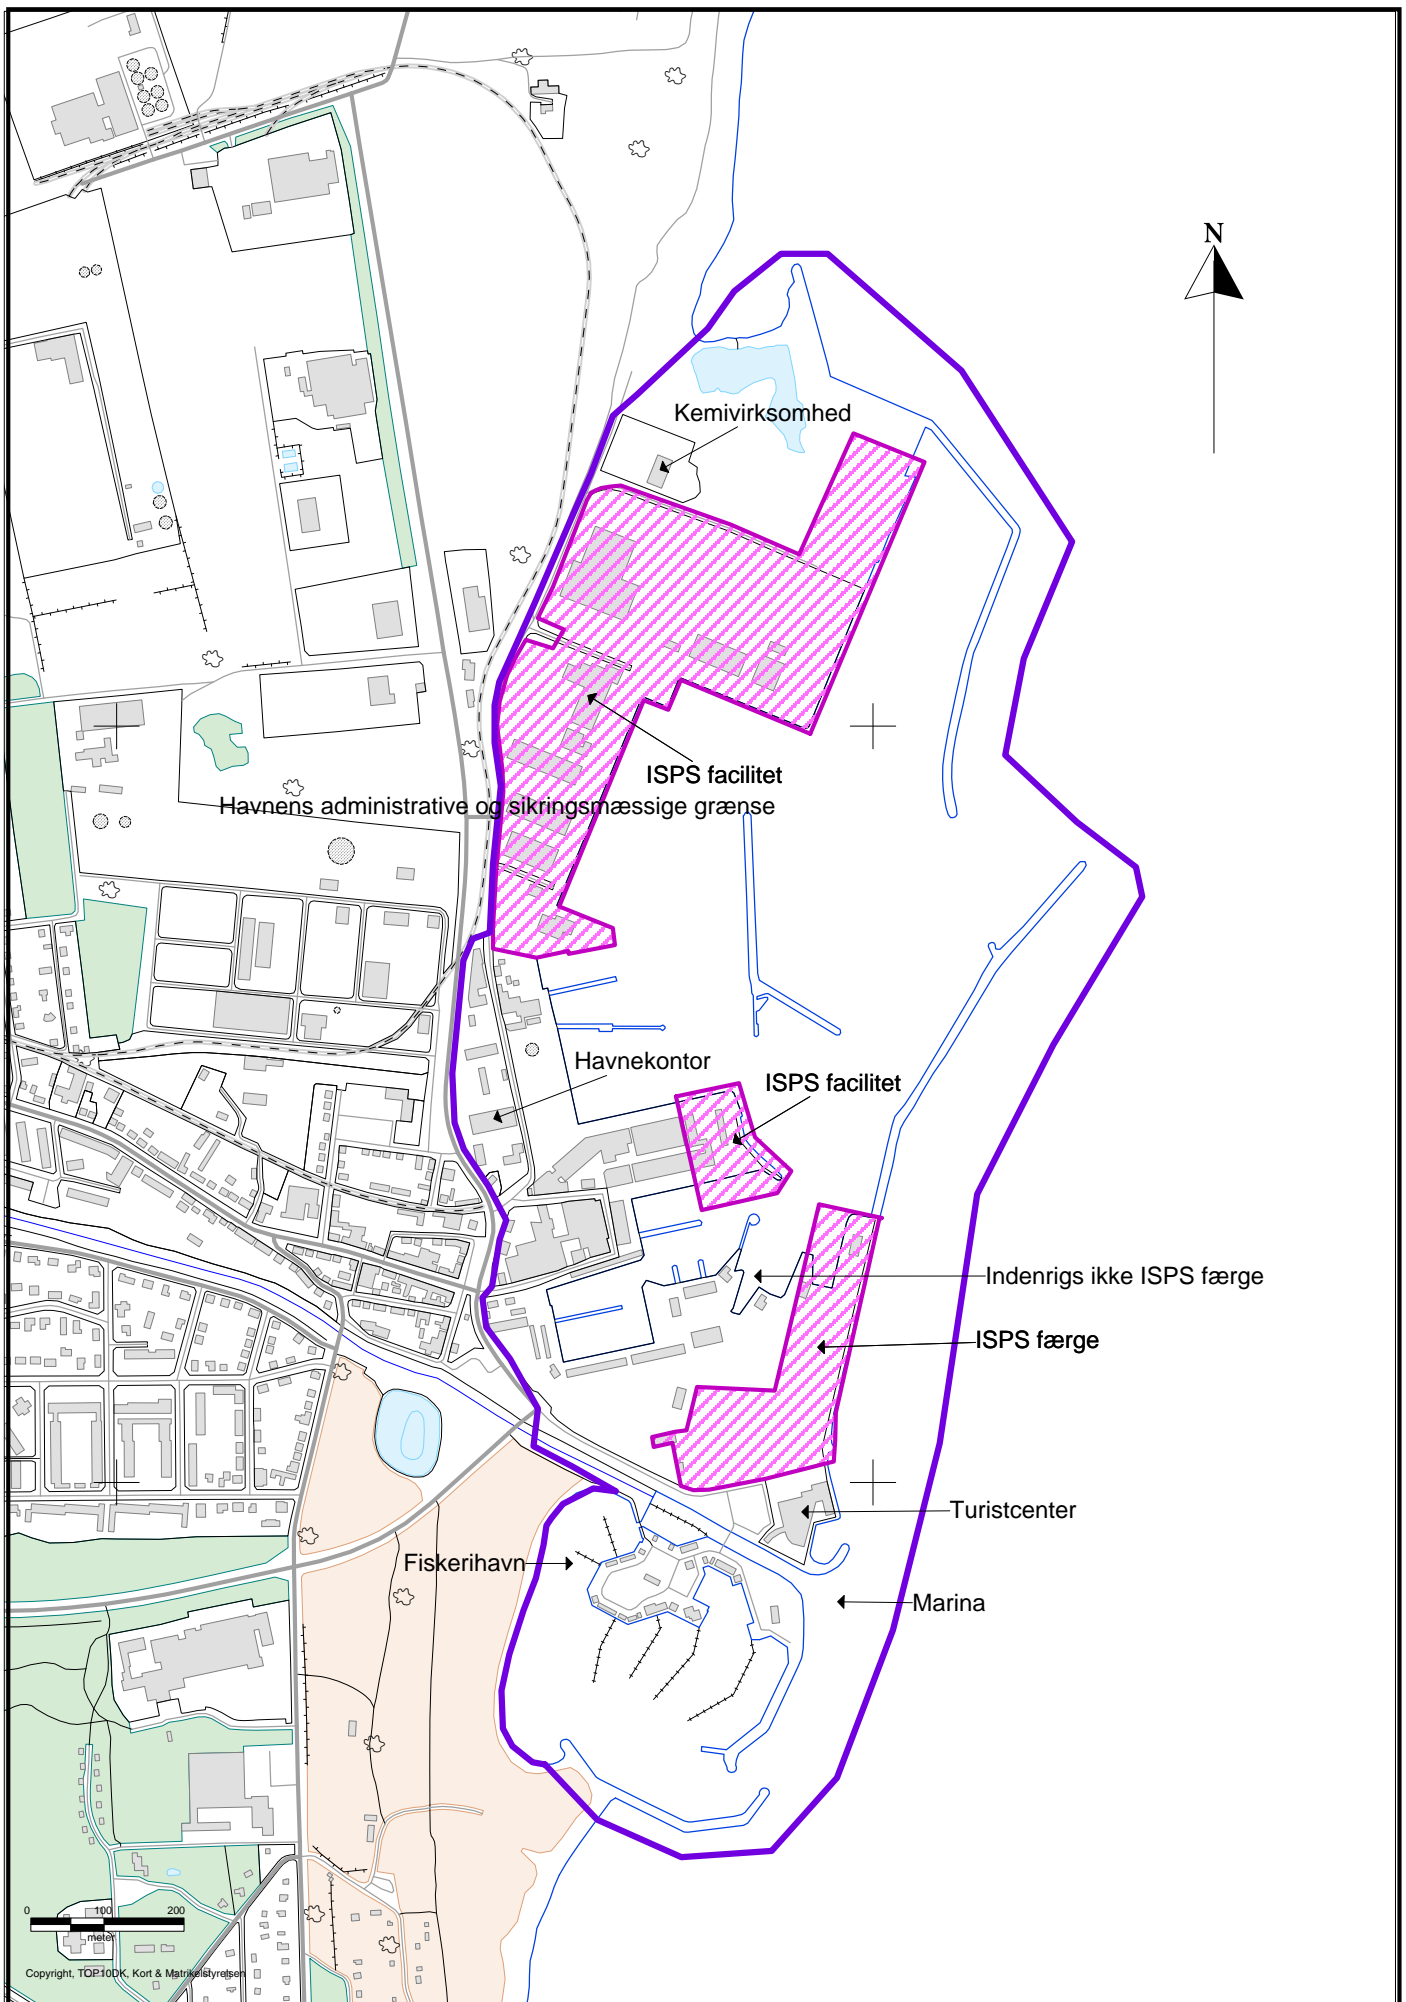 N
Kemivirksomhed
ISPS facilitet
Havnens administrative og sikringsmæssige grænse
Havnekontor
ISPS facilitet
Indenrigs ikke ISPS færge
ISPS færge
Turistcenter
Fiskerihavn
Marina
0 100 200
meter
Copyright, TOP10DK, Kort & Matrikelstyrelsen